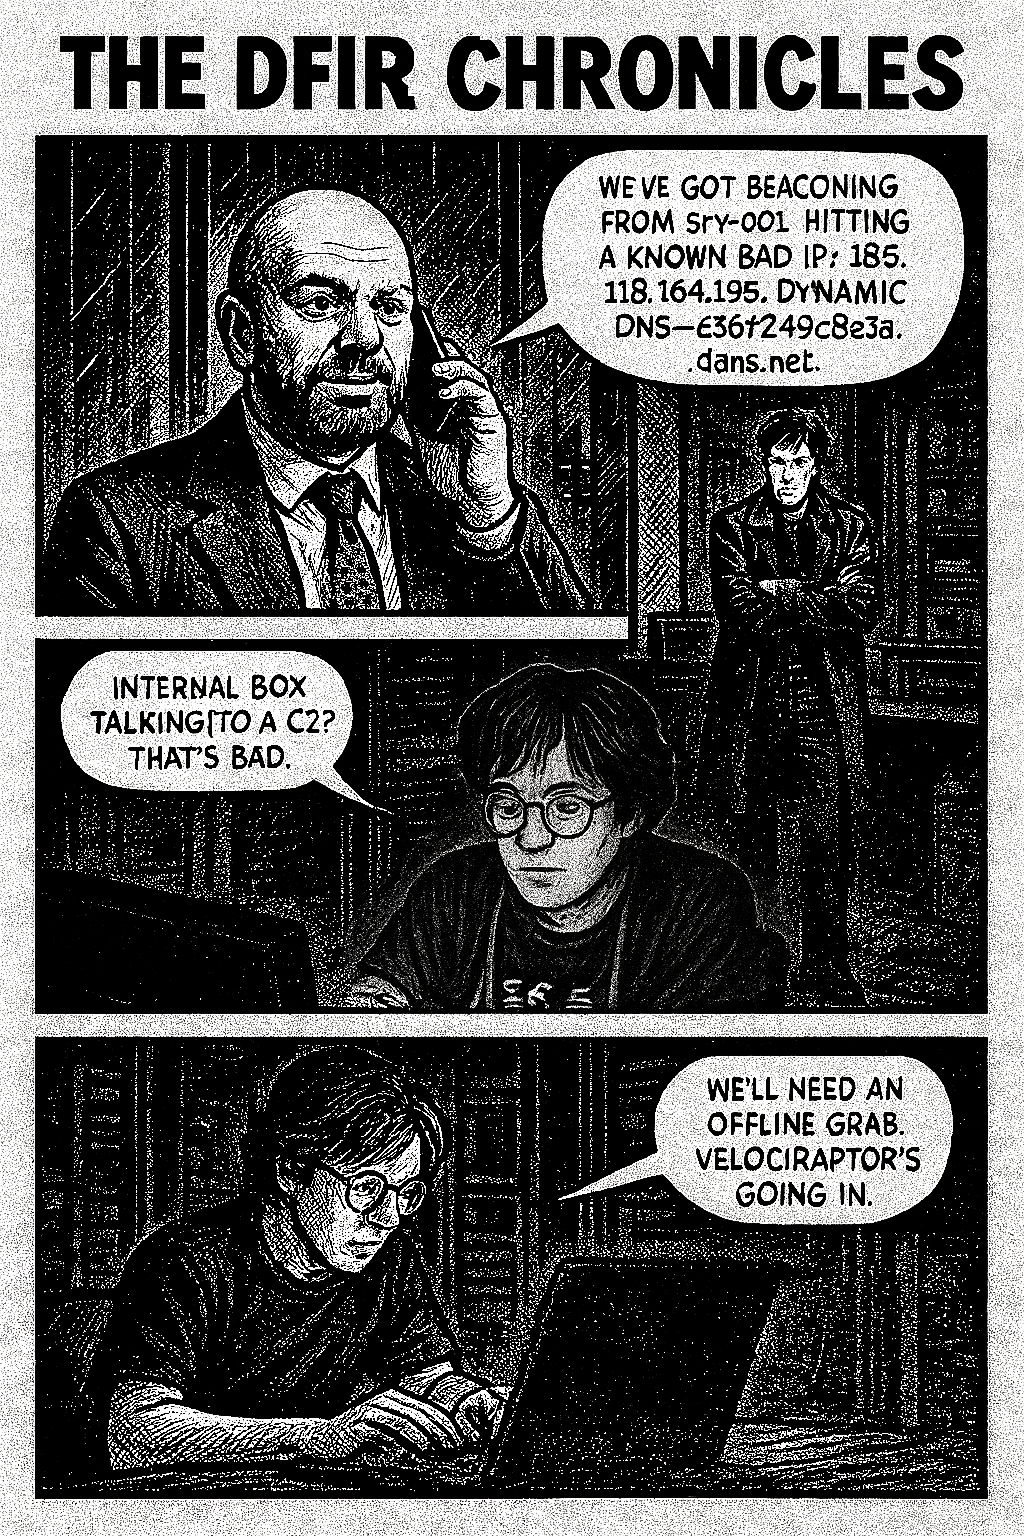 THE DFIR CHRONICLES
WE'VE GOT BEACONING
FROM Sry-001 HITTING
A KNOWN BAD IP: 185.
118.164.195. DYNAMIC
DNS—E36f249c8e3a.
.dans.net.
INTERNAL BOX
TALKING TO A C2?
THAT'S BAD.
WE'LL NEED AN
OFFLINE GRAB.
VELOCIRAPTOR'S
GOING IN.